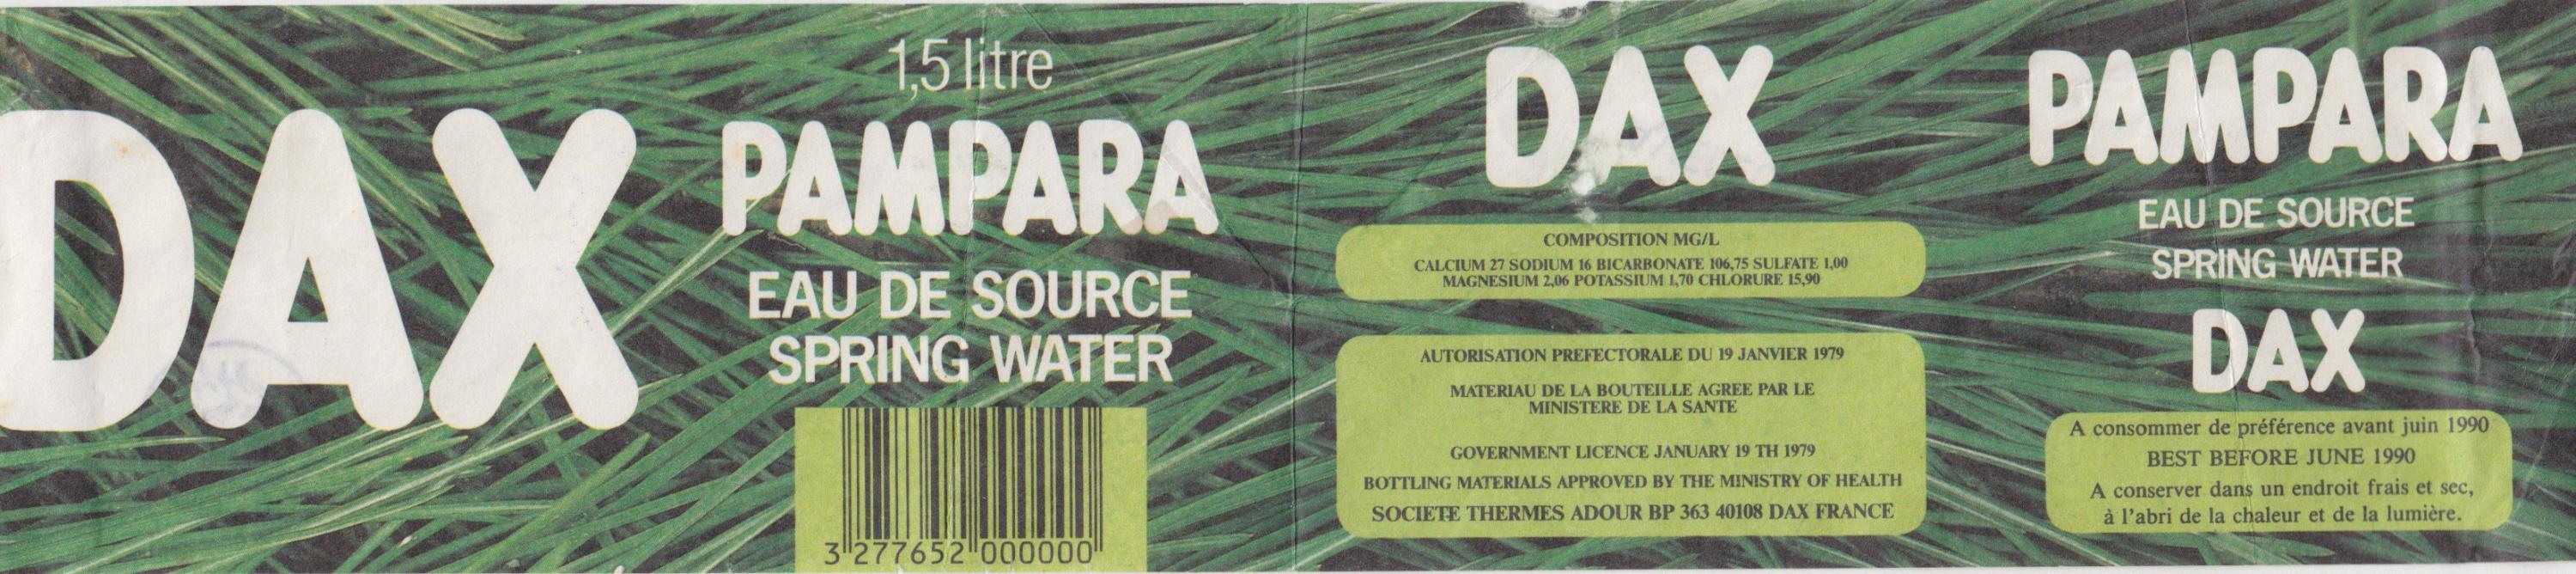 DAX
1,5 litre
PAMPARA
EAU DE SOURCE
SPRING WATER
3 277652 000000
DAX
COMPOSITION MG/L
CALCIUM 27 SODIUM 16 BICARBONATE 106,75 SULFATE 1,00
MAGNESIUM 2,06 POTASSIUM 1,70 CHLORURE 15,90
AUTORISATION PREFECTORALE DU 19 JANVIER 1979
MATERIAU DE LA BOUTEILLE AGREE PAR LE
MINISTERE DE LA SANTE
GOVERNMENT LICENCE JANUARY 19 TH 1979
BOTTLING MATERIALS APPROVED BY THE MINISTRY OF HEALTH
SOCIETE THERMES ADOUR BP 363 40108 DAX FRANCE
PAMPARA
EAU DE SOURCE
SPRING WATER
DAX
A consommer de préférence avant juin 1990
BEST BEFORE JUNE 1990
A conserver dans un endroit frais et sec,
à l'abri de la chaleur et de la lumière.